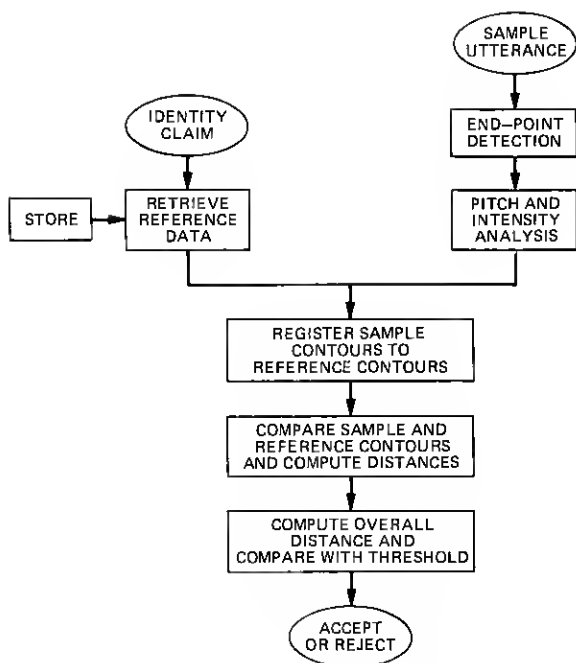 SAMPLE
UTTERANCE
IDENTITY
CLAIM
END-POINT
DETECTION
STORE
RETRIEVE
REFERENCE
DATA
PITCH AND
INTENSITY
ANALYSIS
REGISTER SAMPLE
CONTOURS TO
REFERENCE CONTOURS
COMPARE SAMPLE AND
REFERENCE CONTOURS
AND COMPUTE DISTANCES
COMPUTE OVERALL
DISTANCE AND
COMPARE WITH THRESHOLD
ACCEPT
OR REJECT